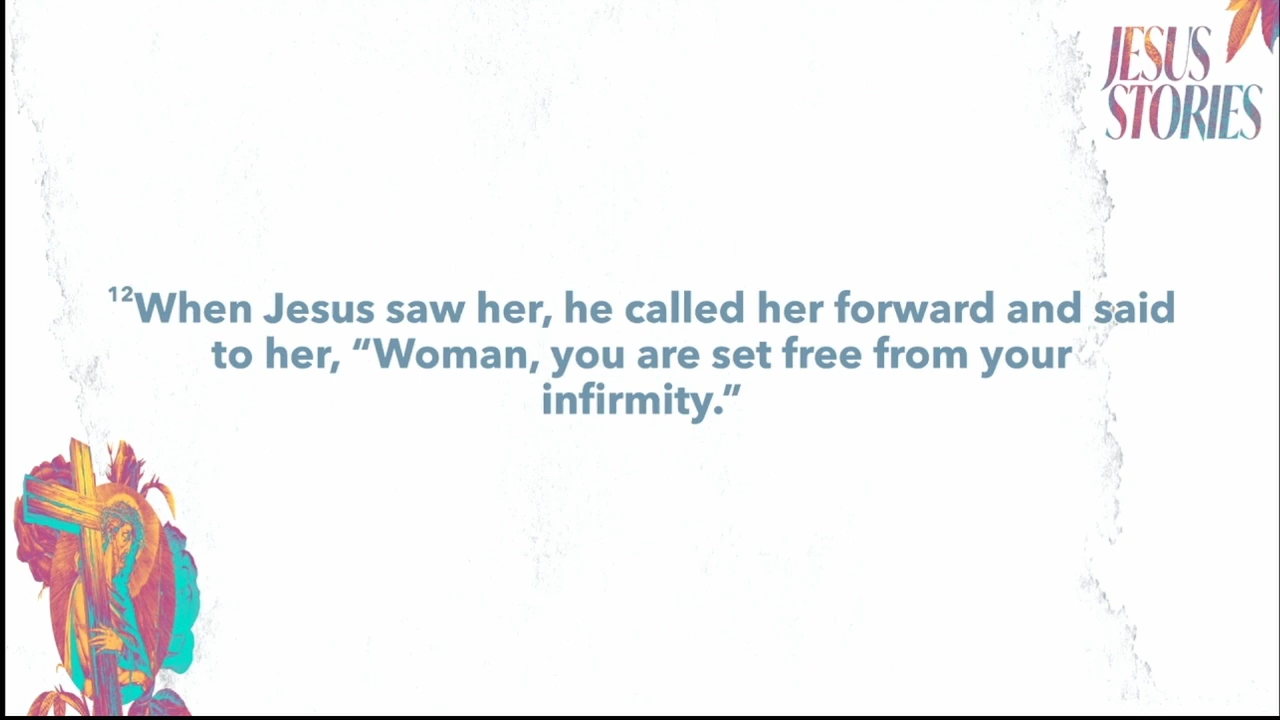 JESUS
STORIES
¹²When Jesus saw her, he called her forward and said
to her, “Woman, you are set free from your
infirmity.”